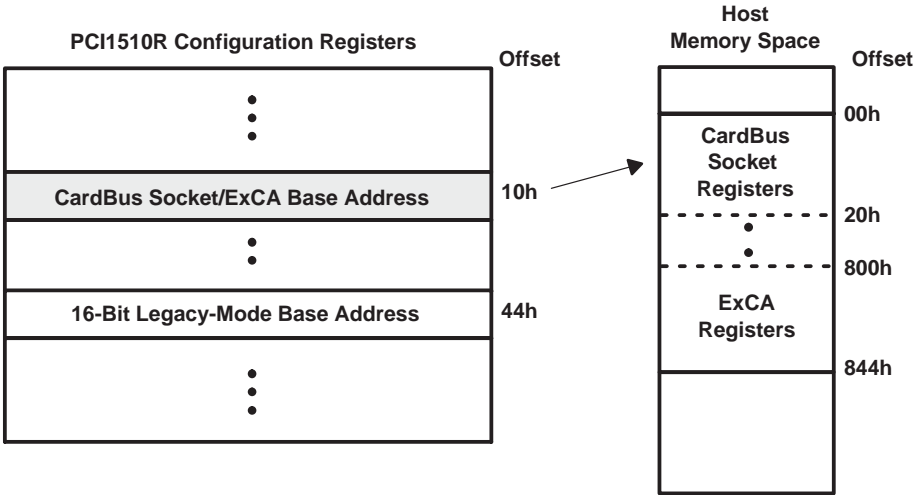 PCI1510R Configuration Registers
Offset
CardBus Socket/ExCA Base Address
10h
16-Bit Legacy-Mode Base Address
44h
Host
Memory Space
Offset
00h
CardBus
Socket
Registers
20h
800h
ExCA
Registers
844h